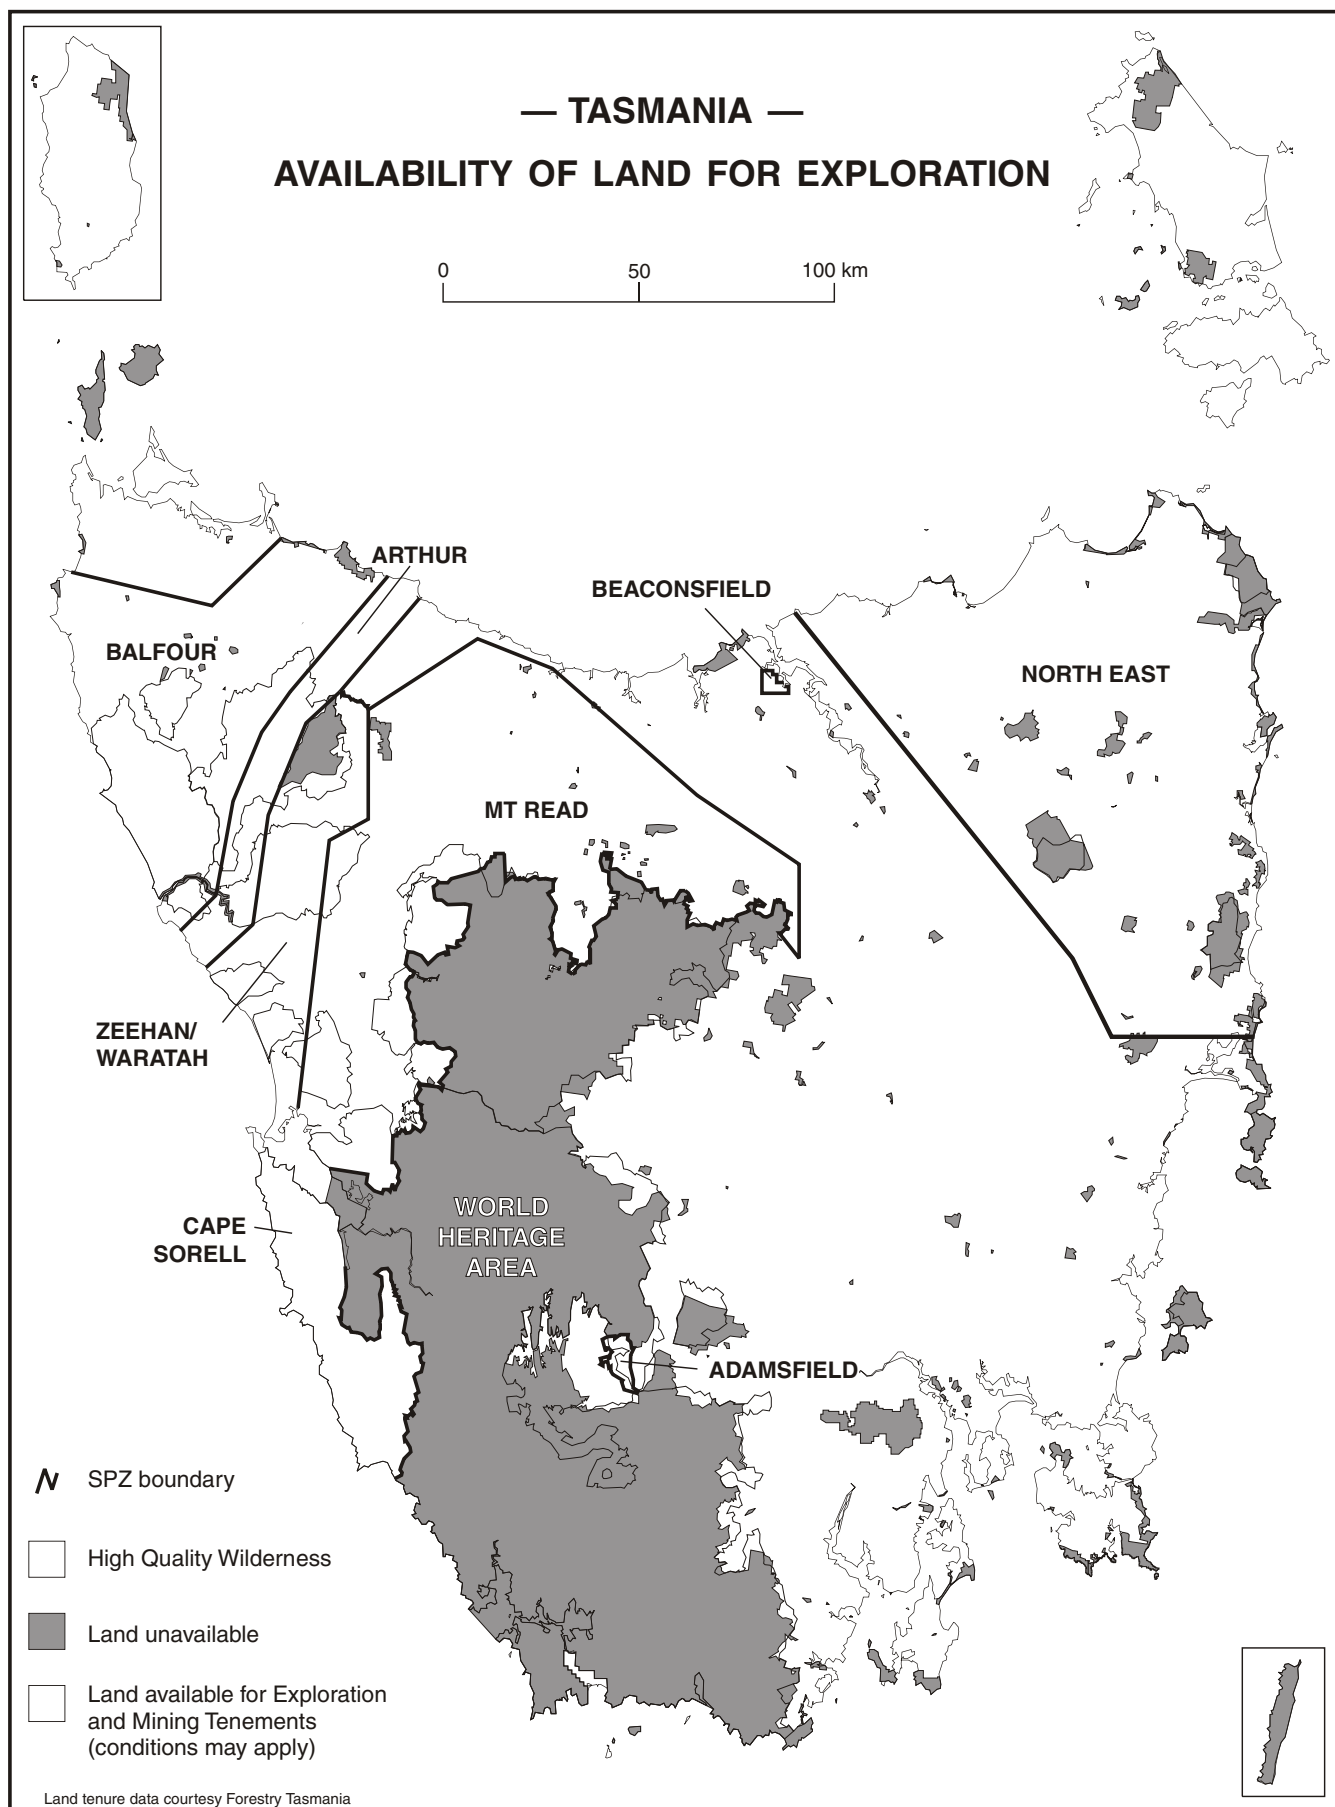 — TASMANIA —
AVAILABILITY OF LAND FOR EXPLORATION
0 50 100 km
ARTHUR
BEACONSFIELD
BALFOUR
NORTH EAST
MT READ
ZEEHAN/
WARATAH
WORLD
HERITAGE
AREA
CAPE
SORELL
ADAMSFIELD
SPZ boundary
High Quality Wilderness
Land unavailable
Land available for Exploration
and Mining Tenements
(conditions may apply)
Land tenure data courtesy Forestry Tasmania